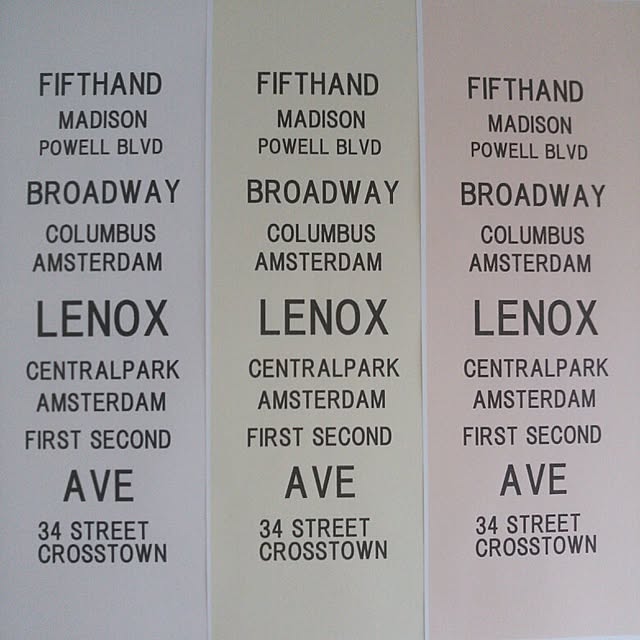 FIFTHAND
MADISON
POWELL BLVD
BROADWAY
COLUMBUS
AMSTERDAM
LENOX
CENTRALPARK
AMSTERDAM
FIRST SECOND
AVE
34 STREET
CROSSTOWN
FIFTHAND
MADISON
POWELL BLVD
BROADWAY
COLUMBUS
AMSTERDAM
LENOX
CENTRALPARK
AMSTERDAM
FIRST SECOND
AVE
34 STREET
CROSSTOWN
FIFTHAND
MADISON
POWELL BLVD
BROADWAY
COLUMBUS
AMSTERDAM
LENOX
CENTRALPARK
AMSTERDAM
FIRST SECOND
AVE
34 STREET
CROSSTOWN